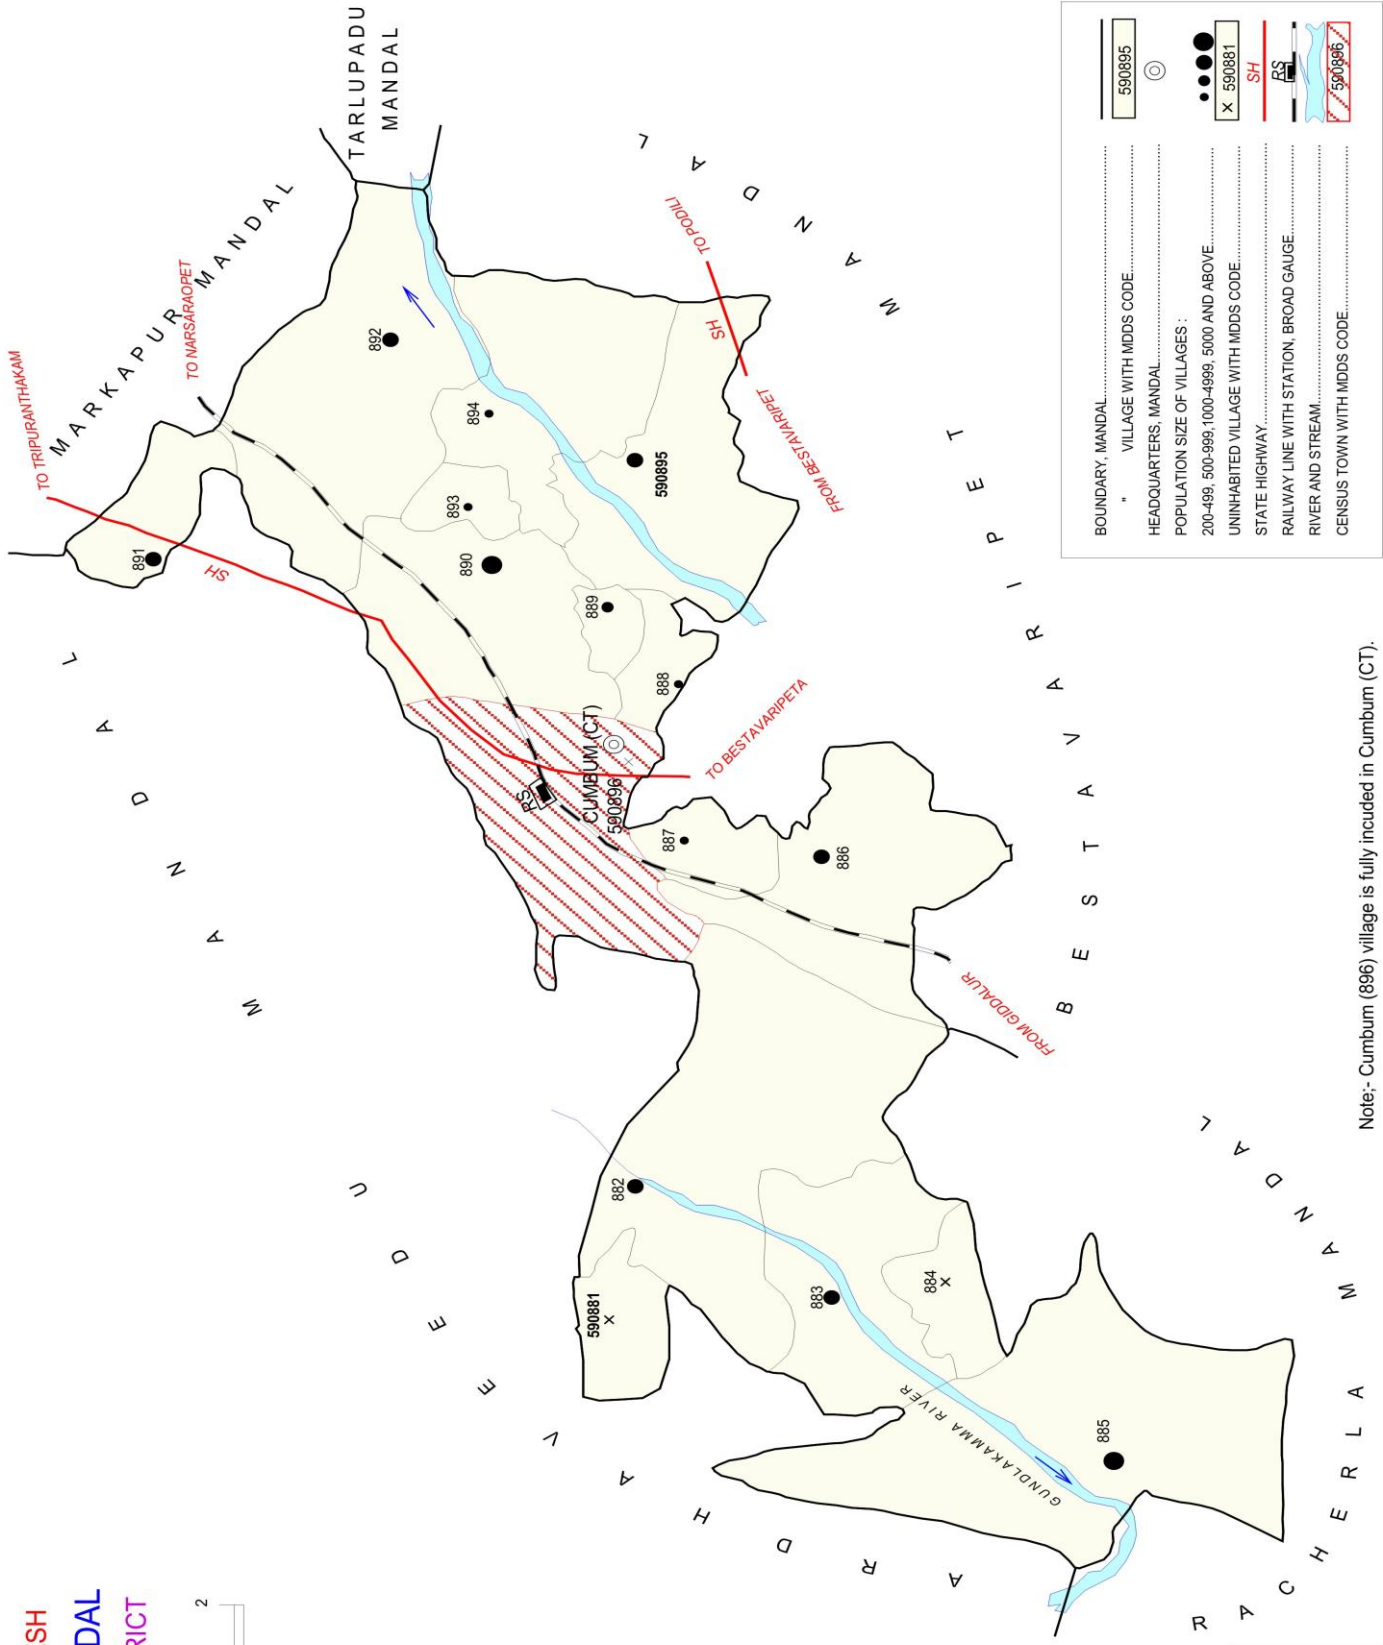 SH
DAL
RICT
2
TARLUPADU
MANDAL
MARKAPUR MANDAL
TO TRIPURANTHAKAM
TO NARSARAOPET
TO PODILI
SH
FROM BESTAVARIPET
SH
891
892
894
893
890
590895
889
888
CUMBUM (CT)
590896
RS
TO BESTAVARIPETA
887
886
FROM GIDDALUR
882
590881
883
884
885
GUNDLAKAMMA RIVER
ARDHAVEEDU MANDAL
BESTAVARIPET MANDAL
RACHERLA MANDAL
BOUNDARY, MANDAL
" VILLAGE WITH MDDS CODE
590895
HEADQUARTERS, MANDAL
POPULATION SIZE OF VILLAGES :
200-499, 500-999,1000-4999, 5000 AND ABOVE
UNINHABITED VILLAGE WITH MDDS CODE
x 590881
STATE HIGHWAY
SH
RAILWAY LINE WITH STATION, BROAD GAUGE
RS
RIVER AND STREAM
CENSUS TOWN WITH MDDS CODE
590896
Note;- Cumbum (896) village is fully incuded in Cumbum (CT).